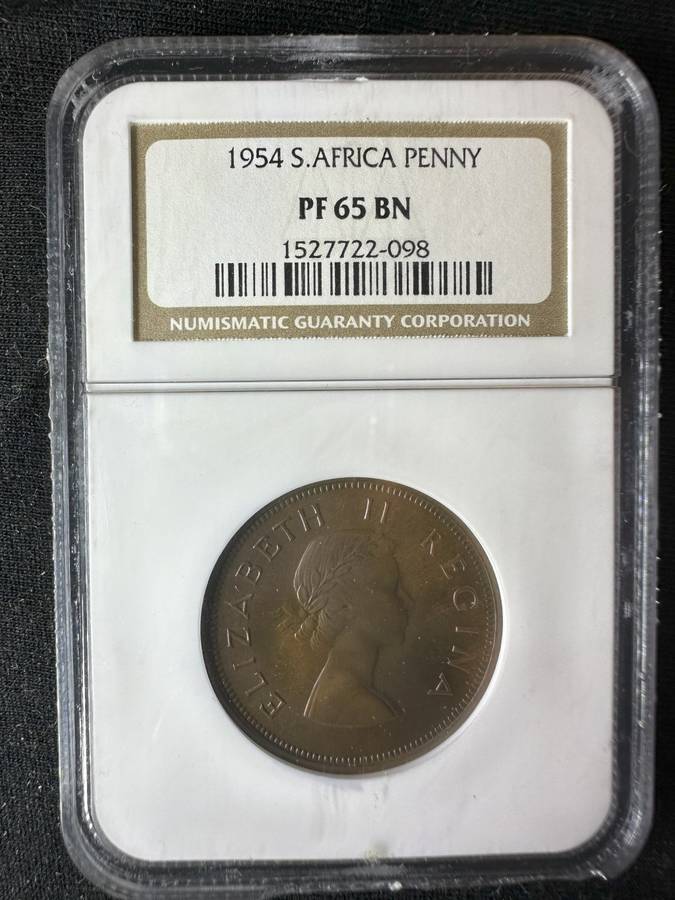 1954 S.AFRICA PENNY
PF 65 BN
1527722-098
NUMISMATIC GUARANTY CORPORATION
ELIZABETH II REGINA